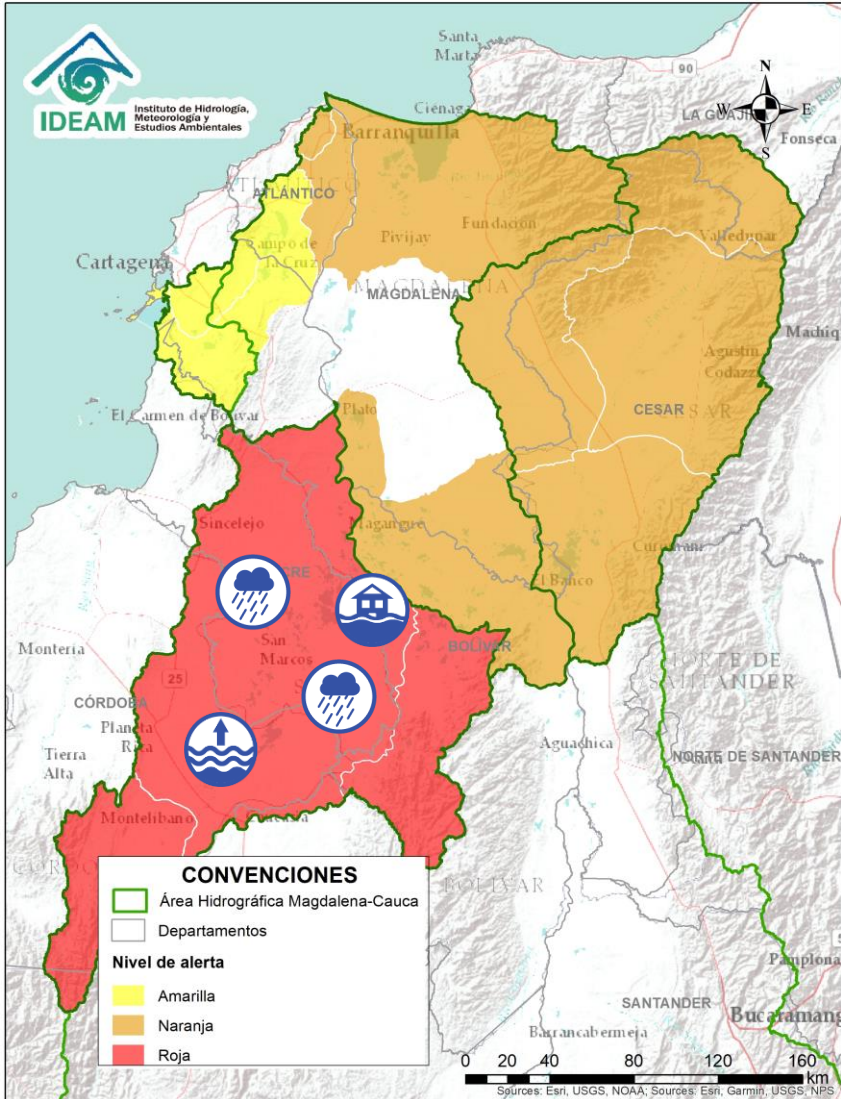 IDEAM
Instituto de Hidrología,
Meteorología y
Estudios Ambientales
Santa
Marta
90
N
W
E
S
Ciénaga
LA GUAJIRA
Fonseca
Barranquilla
ATLÁNTICO
Campo de
la Cruz
Pivijay
Fundación
Valledupar
Cartagena
MAGDALENA
Agustín
Codazzi
CESAR
El Carmen de Bolívar
Plato
Sincelejo
Magangué
Curumaní
El Banco
San
Marcos
Montería
25
BOLÍVAR
NORTE DE
SANTANDER
CÓRDOBA
Planeta
Rica
Tierra
Alta
Aguachica
NORTE DE SANTANDER
Montelíbano
Caucasia
BOLÍVAR
CONVENCIONES
Área Hidrográfica Magdalena-Cauca
Departamentos
Nivel de alerta
Amarilla
Naranja
Roja
Pamplona
SANTANDER
Barrancabermeja
0 20 40 80 120 160
km
Sources: Esri, USGS, NOAA; Sources: Esri, Garmin, USGS, NPS